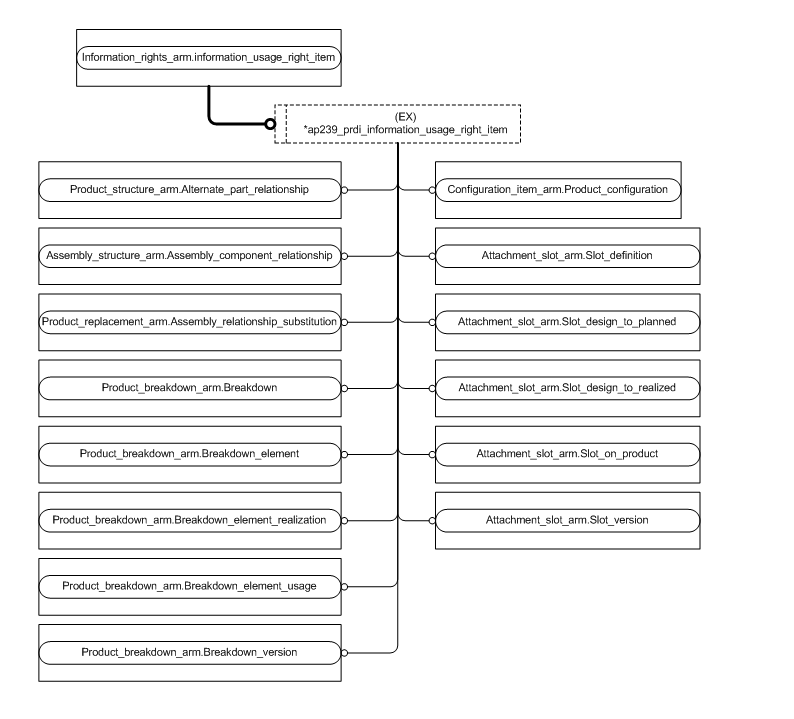 Information_rights_arm.information_usage_right_item
(EX)
*ap239_prdi_information_usage_right_item
Product_structure_arm.Alternate_part_relationship
Configuration_item_arm.Product_configuration
Assembly_structure_arm.Assembly_component_relationship
Attachment_slot_arm.Slot_definition
Product_replacement_arm.Assembly_relationship_substitution
Attachment_slot_arm.Slot_design_to_planned
Product_breakdown_arm.Breakdown
Attachment_slot_arm.Slot_design_to_realized
Product_breakdown_arm.Breakdown_element
Attachment_slot_arm.Slot_on_product
Product_breakdown_arm.Breakdown_element_realization
Attachment_slot_arm.Slot_version
Product_breakdown_arm.Breakdown_element_usage
Product_breakdown_arm.Breakdown_version